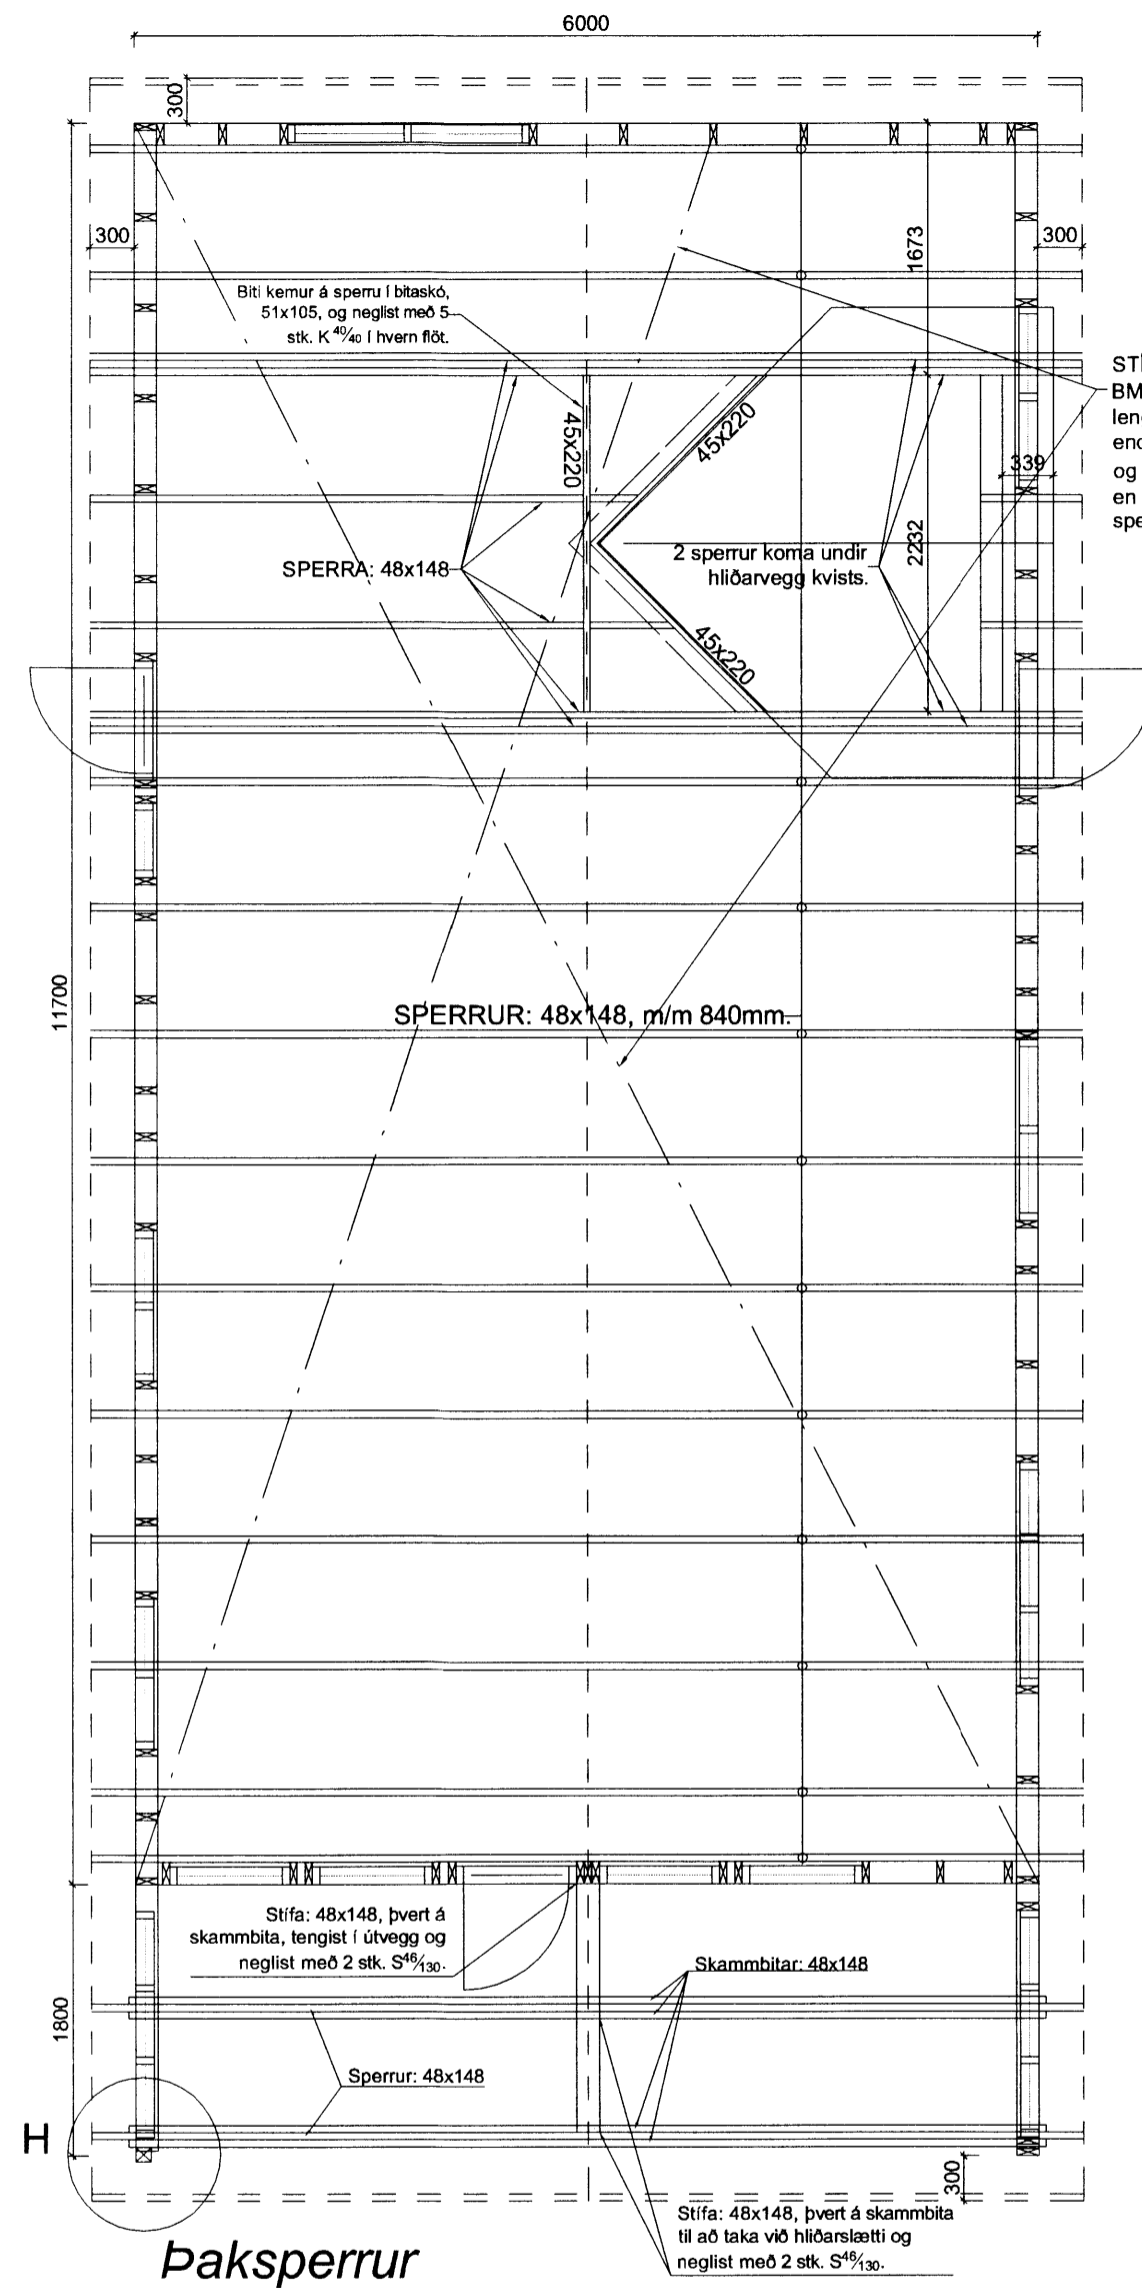 6000
300
300
300
1673
Biti kemur á sperru í bitaskó,
51x105, og neglist með 5
stk. K 40/40 í hvern flöt.
45x220
45x220
339
2232
SPERRA: 48x148
2 sperrur koma undir
hliðarvegg kvists.
45x220
11700
SPERRUR: 48x148, m/m 840mm.
Stífa: 48x148, þvert á
skammbita, tengist í útvegg og
neglist með 2 stk. S46/130.
Skammbitar: 48x148
1800
Sperrur: 48x148
H
300
Stífa: 48x148, þvert á skammbita
til að taka við hliðarslætti og
neglist með 2 stk. S46/130.
Þaksperrur
BM
og
en